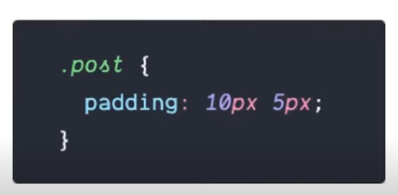 .post {
padding: 10px 5px;
}